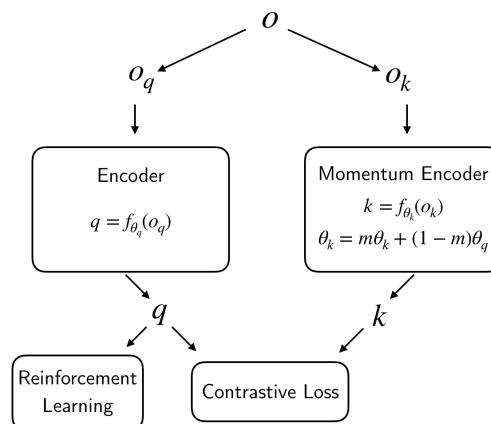 o
o_q
o_k
Encoder
q = f_{θ_q}(o_q)
Momentum Encoder
k = f_{θ_k}(o_k)
θ_k = mθ_k + (1 − m)θ_q
q
k
Reinforcement
Learning
Contrastive Loss